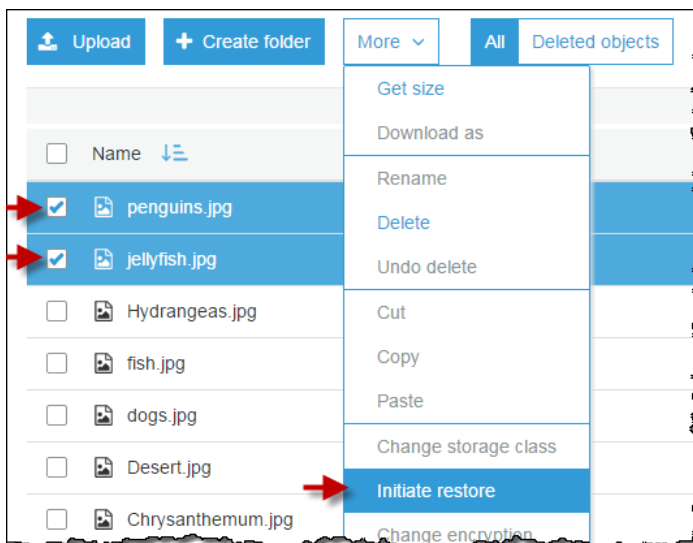 Upload Create folder More All Deleted objects
Get size
Download as
Name
Rename
penguins.jpg
Delete
jellyfish.jpg
Undo delete
Hydrangeas.jpg
Cut
Copy
fish.jpg
Paste
dogs.jpg
Change storage class
Desert.jpg
Initiate restore
Chrysanthemum.jpg
Change encryption